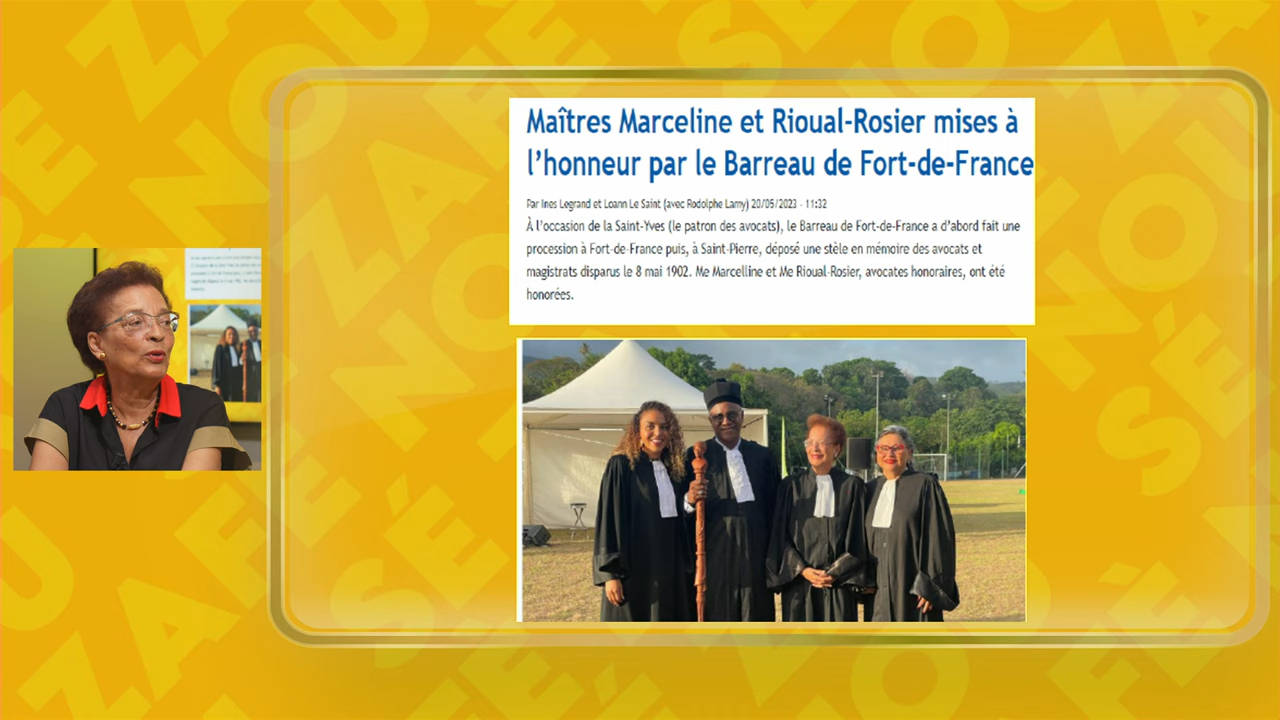 Maîtres Marceline et Rioual-Rosier mises à
l'honneur par le Barreau de Fort-de-France
Par Ines Legrand et Loann Le Saint (avec Rodolphe Lamy) 20/05/2023 - 11:32
À l'occasion de la Saint-Yves (le patron des avocats), le Barreau de Fort-de-France a d'abord fait une
procession à Fort-de-France puis, à Saint-Pierre, déposé une stèle en mémoire des avocats et
magistrats disparus le 8 mai 1902. Me Marcelline et Me Rioual-Rosier, avocates honoraires, ont été
honorées.